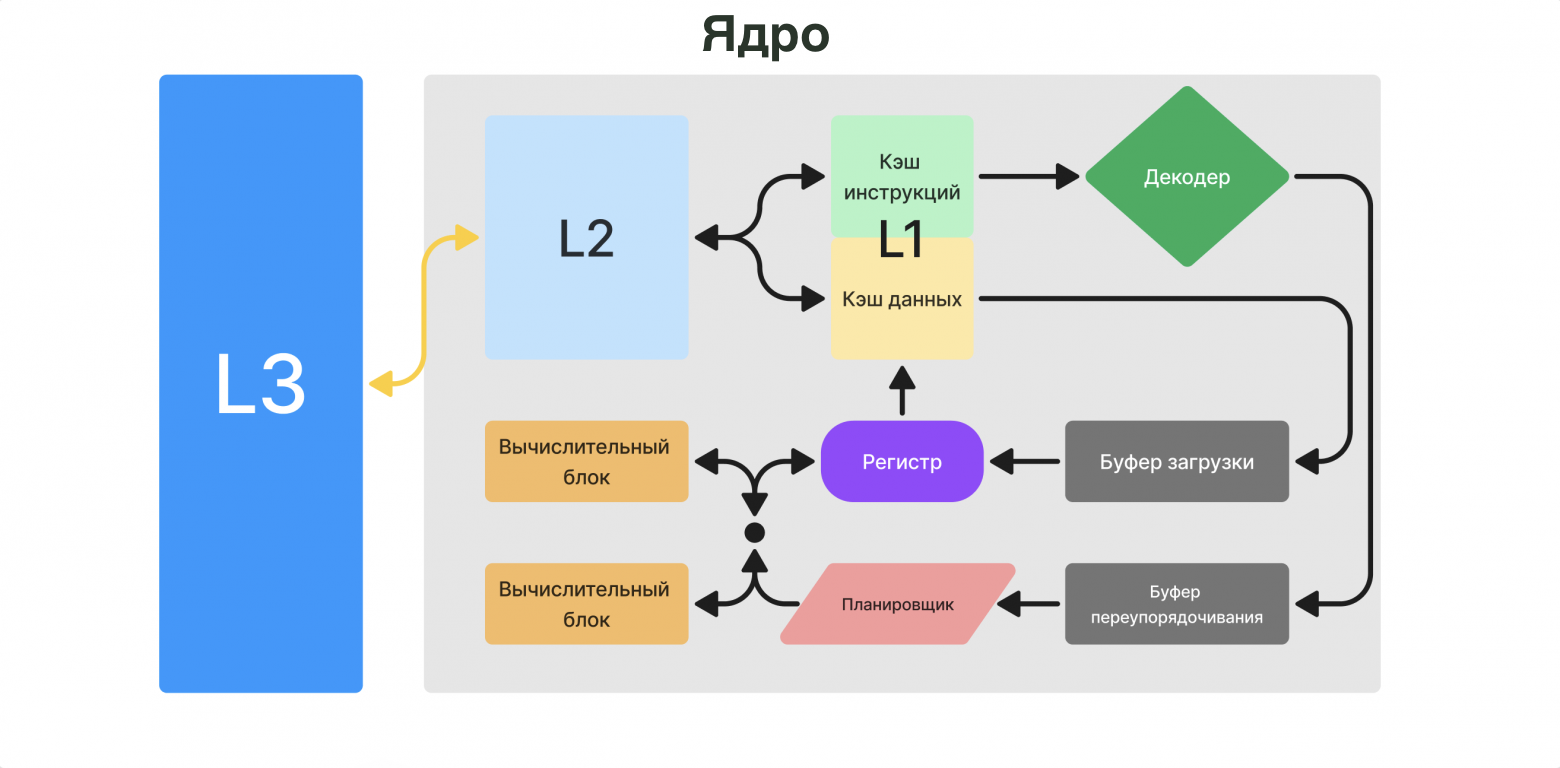 Ядро
L3
L2
Кэш
инструкций
L1
Кэш данных
Декодер
Вычислительный
блок
Регистр
Буфер загрузки
Вычислительный
блок
Планировщик
Буфер
переупорядочивания